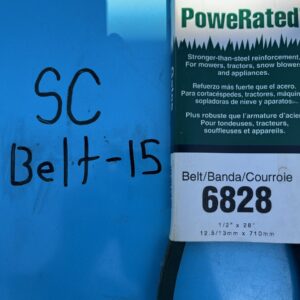 SC
Belt-15
PoweRated
Stronger-than-steel reinforcement.
For mowers, tractors, snow blowers
and appliances.
Refuerzo más fuerte que el acero.
Para cortacéspedes, tractores,
sopladoras de nieve y aparatos
Plus robuste que l'armature d'acier
Pour tondeuses, tracteurs,
souffleuses et appareils.
Belt/Banda/Courroie
6828
1/2" x 28"
12.5/13mm x 710mm